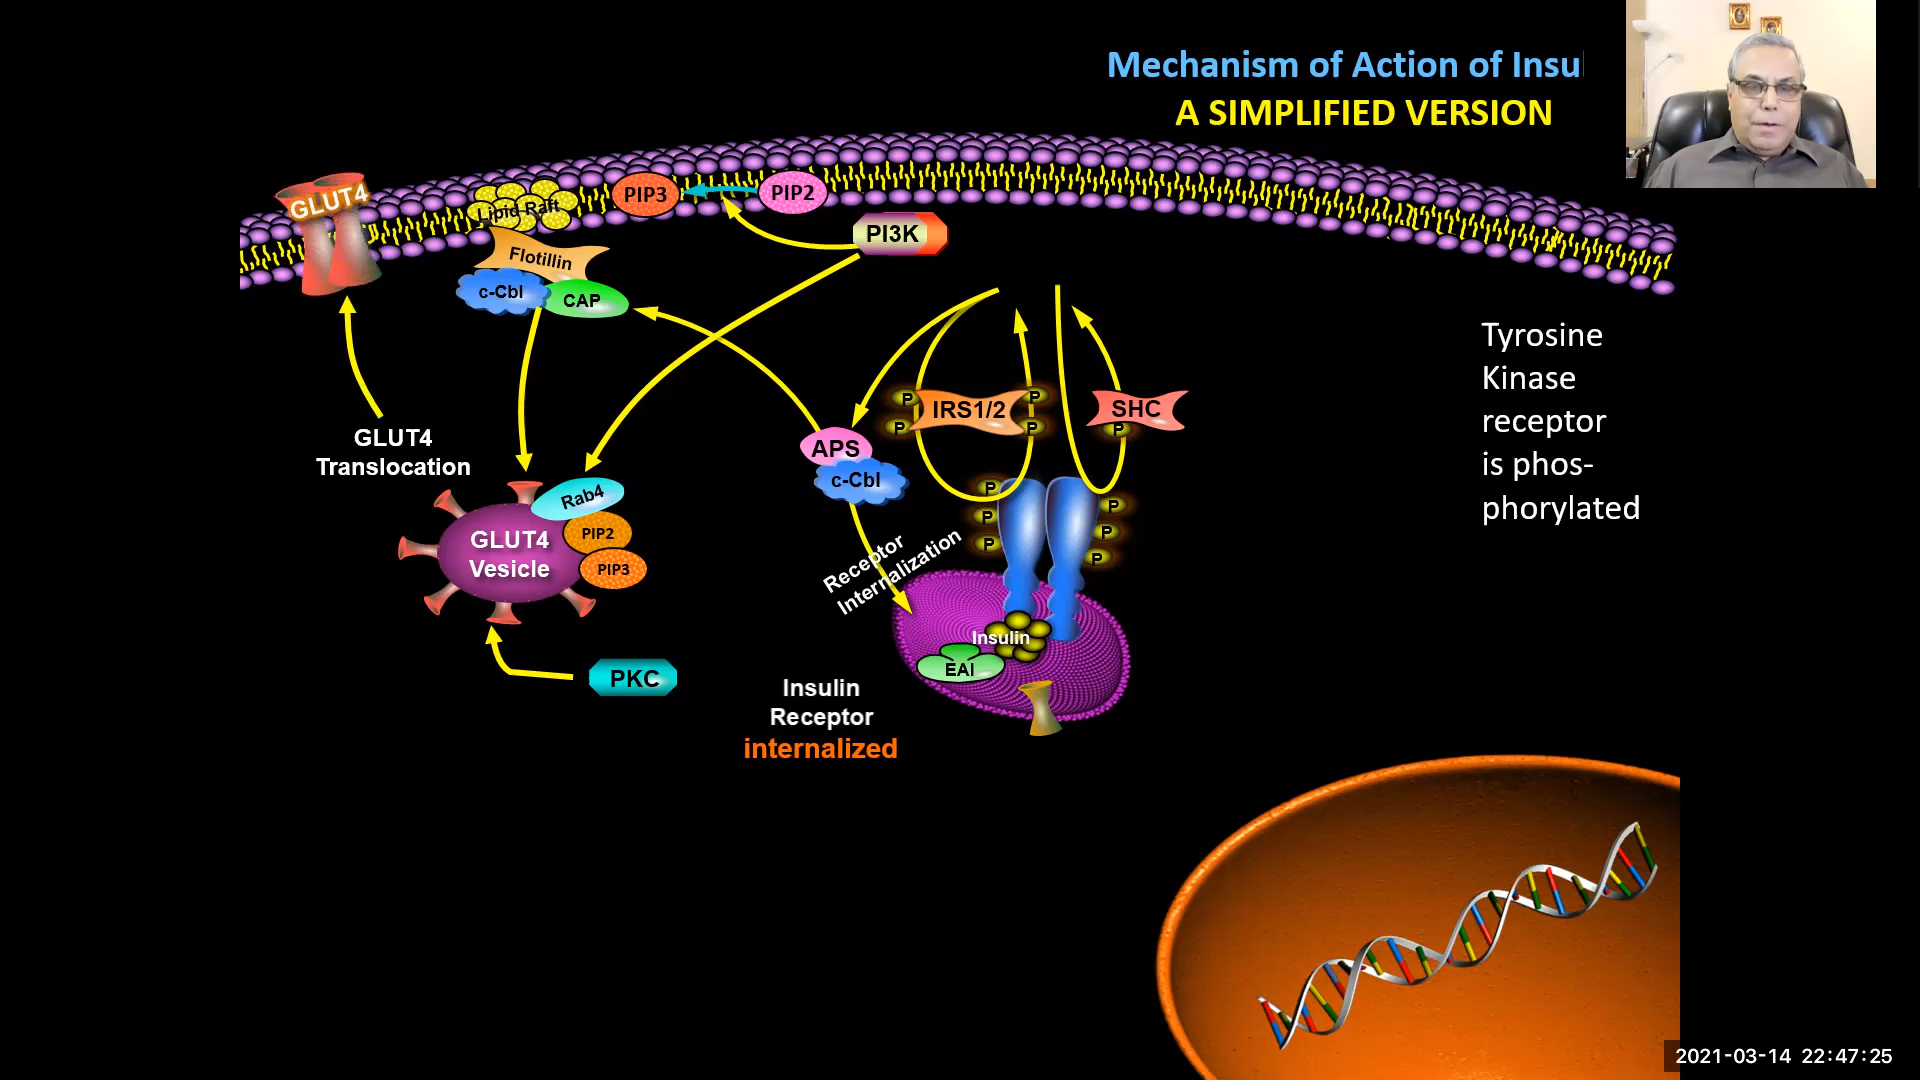 Mechanism of Action of Insu
A SIMPLIFIED VERSION
GLUT4
Lipid Raft
PIP3
PIP2
PI3K
Flotillin
c-Cbl
CAP
Tyrosine
Kinase
receptor
is phos-
phorylated
P
P
P
P
IRS1/2
SHC
P
GLUT4
Translocation
APS
c-Cbl
Rab4
GLUT4
Vesicle
PIP2
PIP3
P
P
P
P
P
P
Receptor
Internalization
Insulin
EAI
PKC
Insulin
Receptor
internalized
2021-03-14 22:47:25